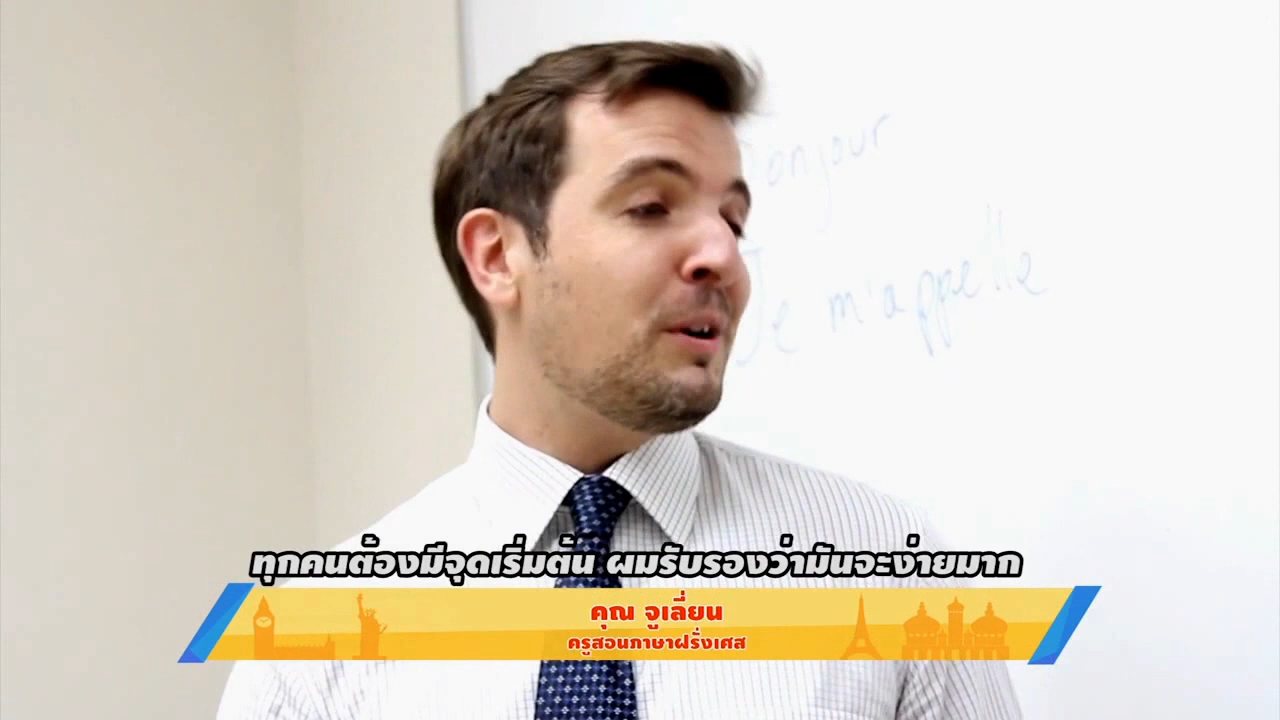 Bonjour
Je m'appelle
ทุกคนต้องมีจุดเริ่มต้น ผมรับรองว่ามันจะง่ายมาก
คุณ จูเลี่ยน
ครูสอนภาษาฝรั่งเศส